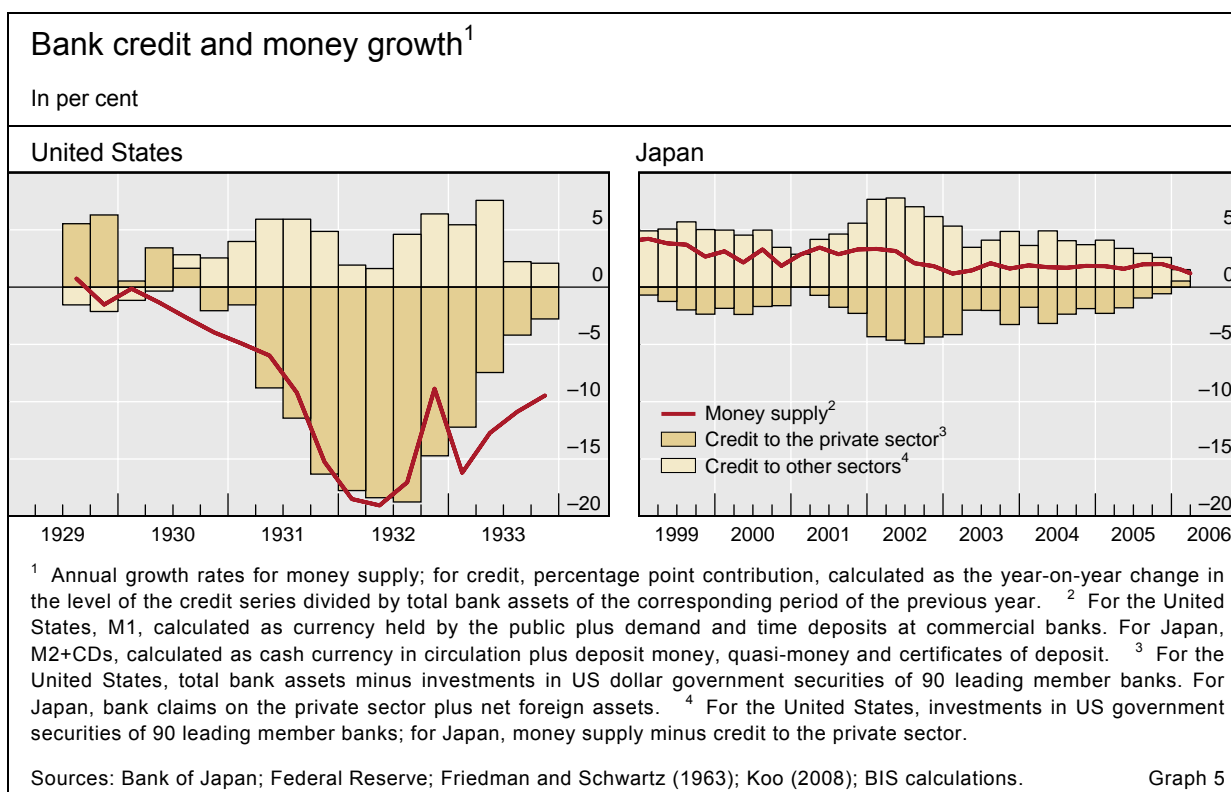 Bank credit and money growth1
In per cent
United States
Japan
5
0
–5
–10
–15
–20
1929 1930 1931 1932 1933
5
0
–5
–10
–15
–20
Money supply2
Credit to the private sector3
Credit to other sectors4
1999 2000 2001 2002 2003 2004 2005 2006
1 Annual growth rates for money supply; for credit, percentage point contribution, calculated as the year-on-year change in
the level of the credit series divided by total bank assets of the corresponding period of the previous year. 2 For the United
States, M1, calculated as currency held by the public plus demand and time deposits at commercial banks. For Japan,
M2+CDs, calculated as cash currency in circulation plus deposit money, quasi-money and certificates of deposit. 3 For the
United States, total bank assets minus investments in US dollar government securities of 90 leading member banks. For
Japan, bank claims on the private sector plus net foreign assets. 4 For the United States, investments in US government
securities of 90 leading member banks; for Japan, money supply minus credit to the private sector.
Sources: Bank of Japan; Federal Reserve; Friedman and Schwartz (1963); Koo (2008); BIS calculations. Graph 5